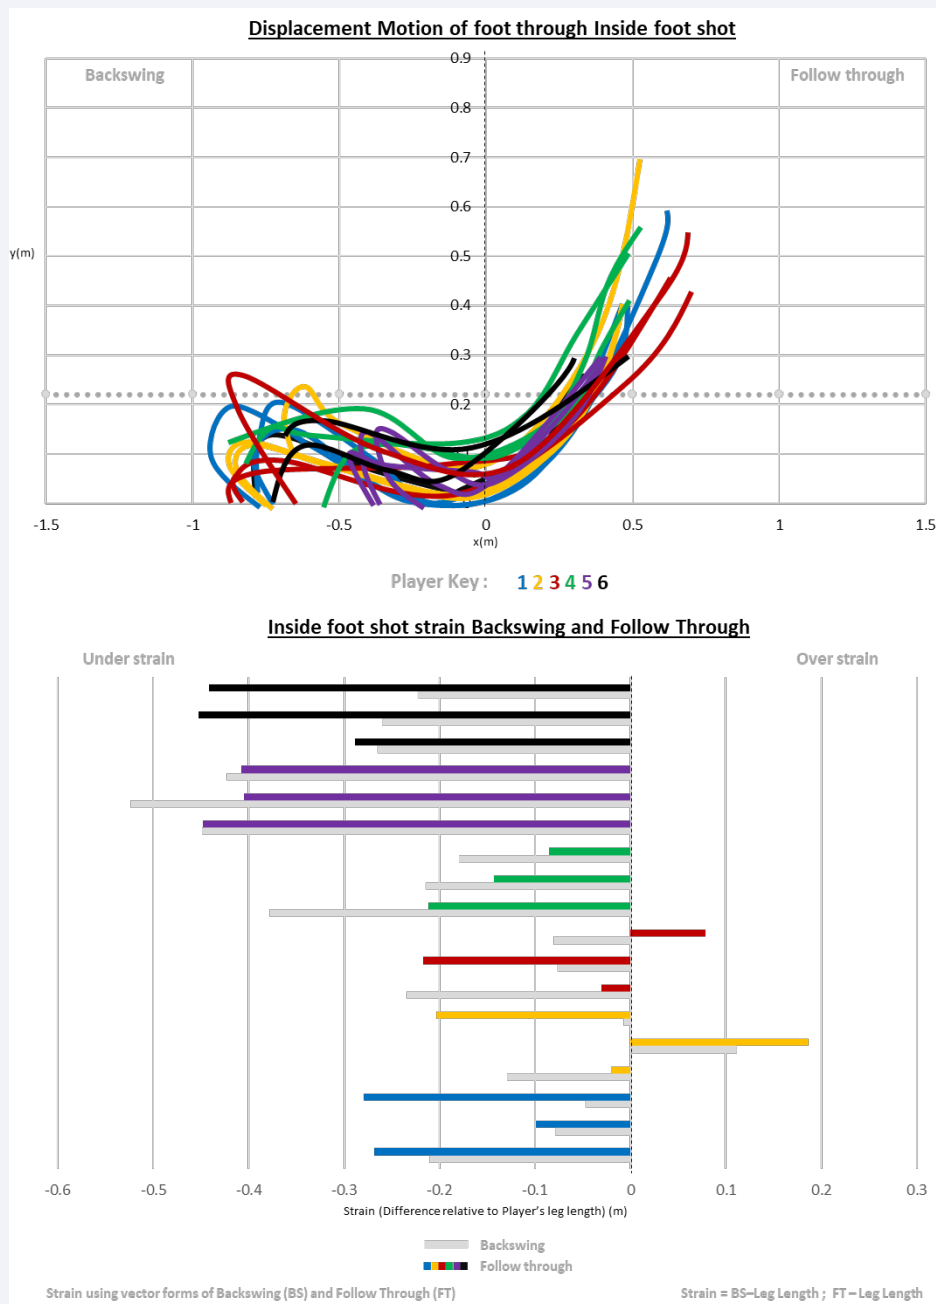 Displacement Motion of foot through Inside foot shot
Backswing
Follow through
0.9
0.8
0.7
0.6
y(m)
0.5
0.4
0.3
0.2
-1.5 -1 -0.5 0 0.5 1 1.5
x(m)
Player Key : 1 2 3 4 5 6
Inside foot shot strain Backswing and Follow Through
Under strain
Over strain
-0.6 -0.5 -0.4 -0.3 -0.2 -0.1 0 0.1 0.2 0.3
Strain (Difference relative to Player's leg length) (m)
Backswing
Follow through
Strain using vector forms of Backswing (BS) and Follow Through (FT)
Strain = BS–Leg Length ; FT – Leg Length